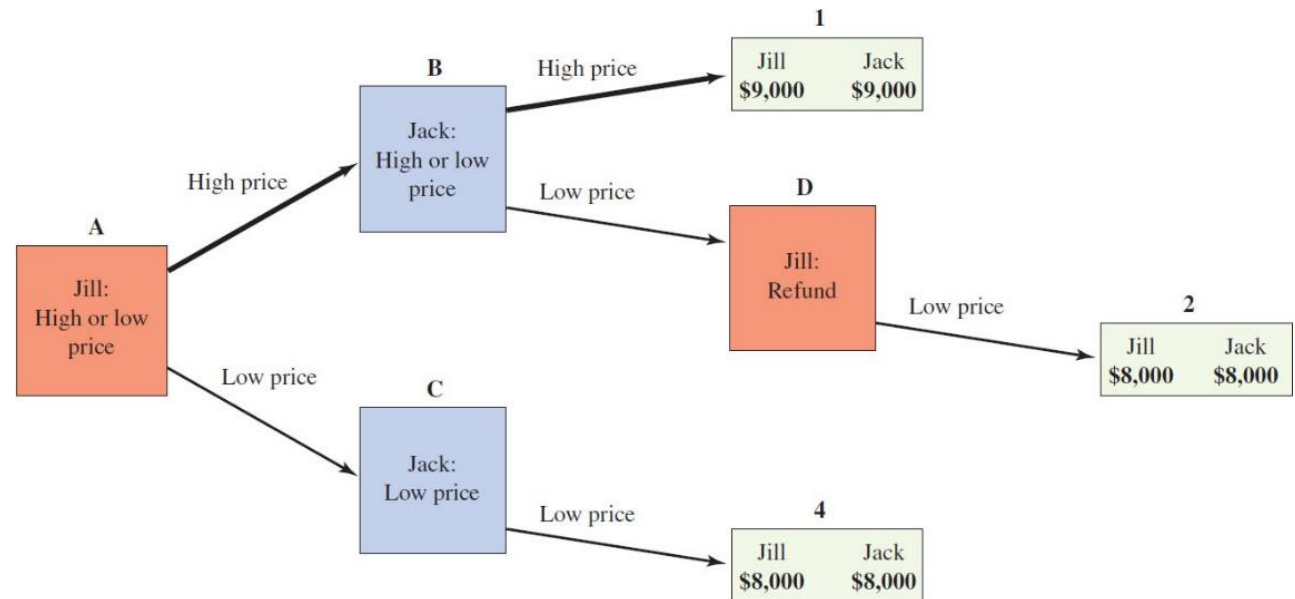 1
Jill Jack
$9,000 $9,000
B
High price
Jack:
High or low
price
High price
Low price
D
A
Jill:
High or low
price
Jill:
Refund
Low price
2
Jill Jack
$8,000 $8,000
Low price
C
Jack:
Low price
Low price
4
Jill Jack
$8,000 $8,000